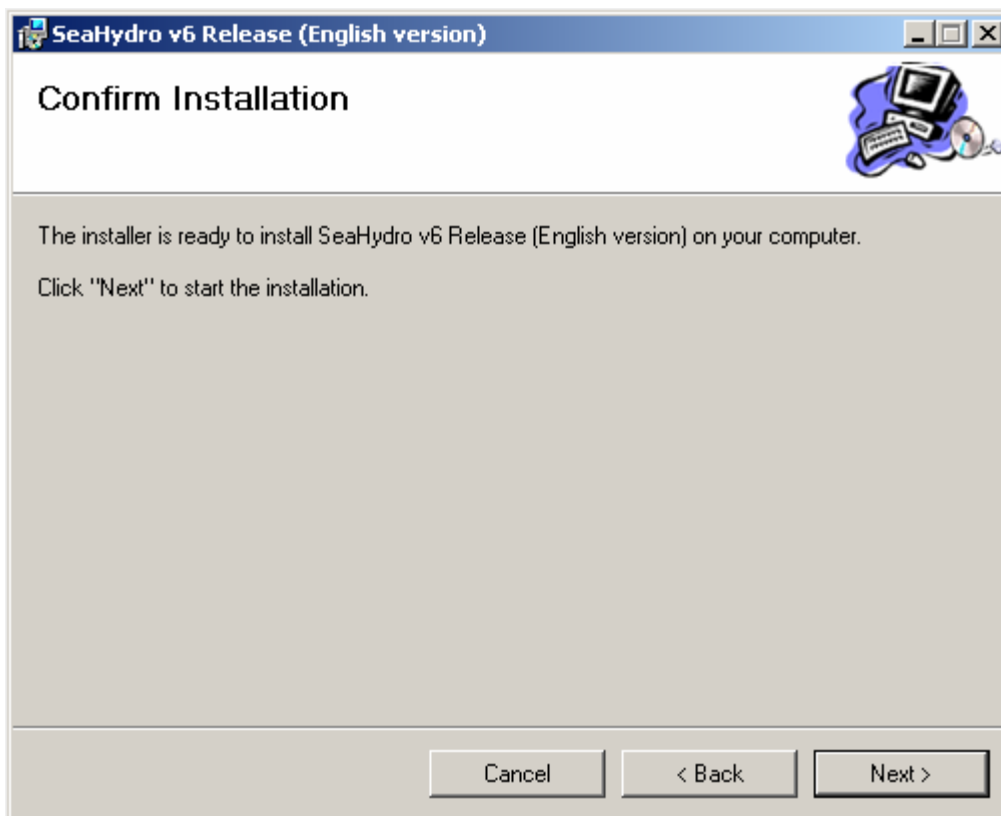 SeaHydro v6 Release (English version)
Confirm Installation
The installer is ready to install SeaHydro v6 Release (English version) on your computer.
Click "Next" to start the installation.
Cancel
< Back
Next >